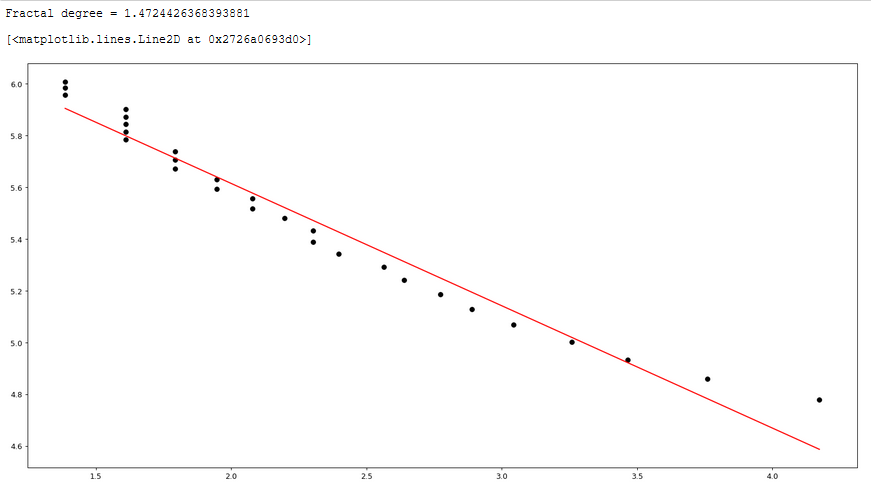 Fractal degree = 1.4724426368393881
[<matplotlib.lines.Line2D at 0x2726a0693d0>]
6.0
5.8
5.6
5.4
5.2
5.0
4.8
4.6
1.5 2.0 2.5 3.0 3.5 4.0